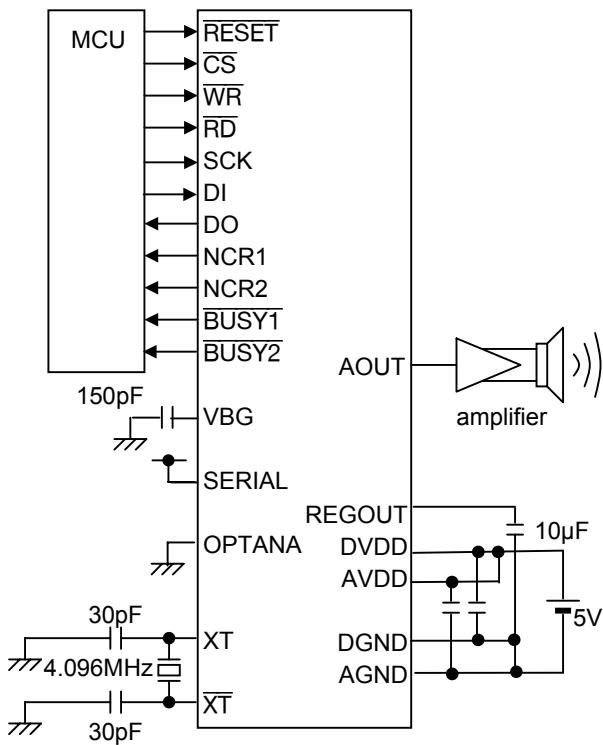 MCU
RESET
CS
WR
RD
SCK
DI
DO
NCR1
NCR2
BUSY1
BUSY2
150pF
VBG
SERIAL
OPTANA
30pF
XT
4.096MHz
XT
30pF
AOUT
amplifier
REGOUT
10µF
DVDD
AVDD
5V
DGND
AGND